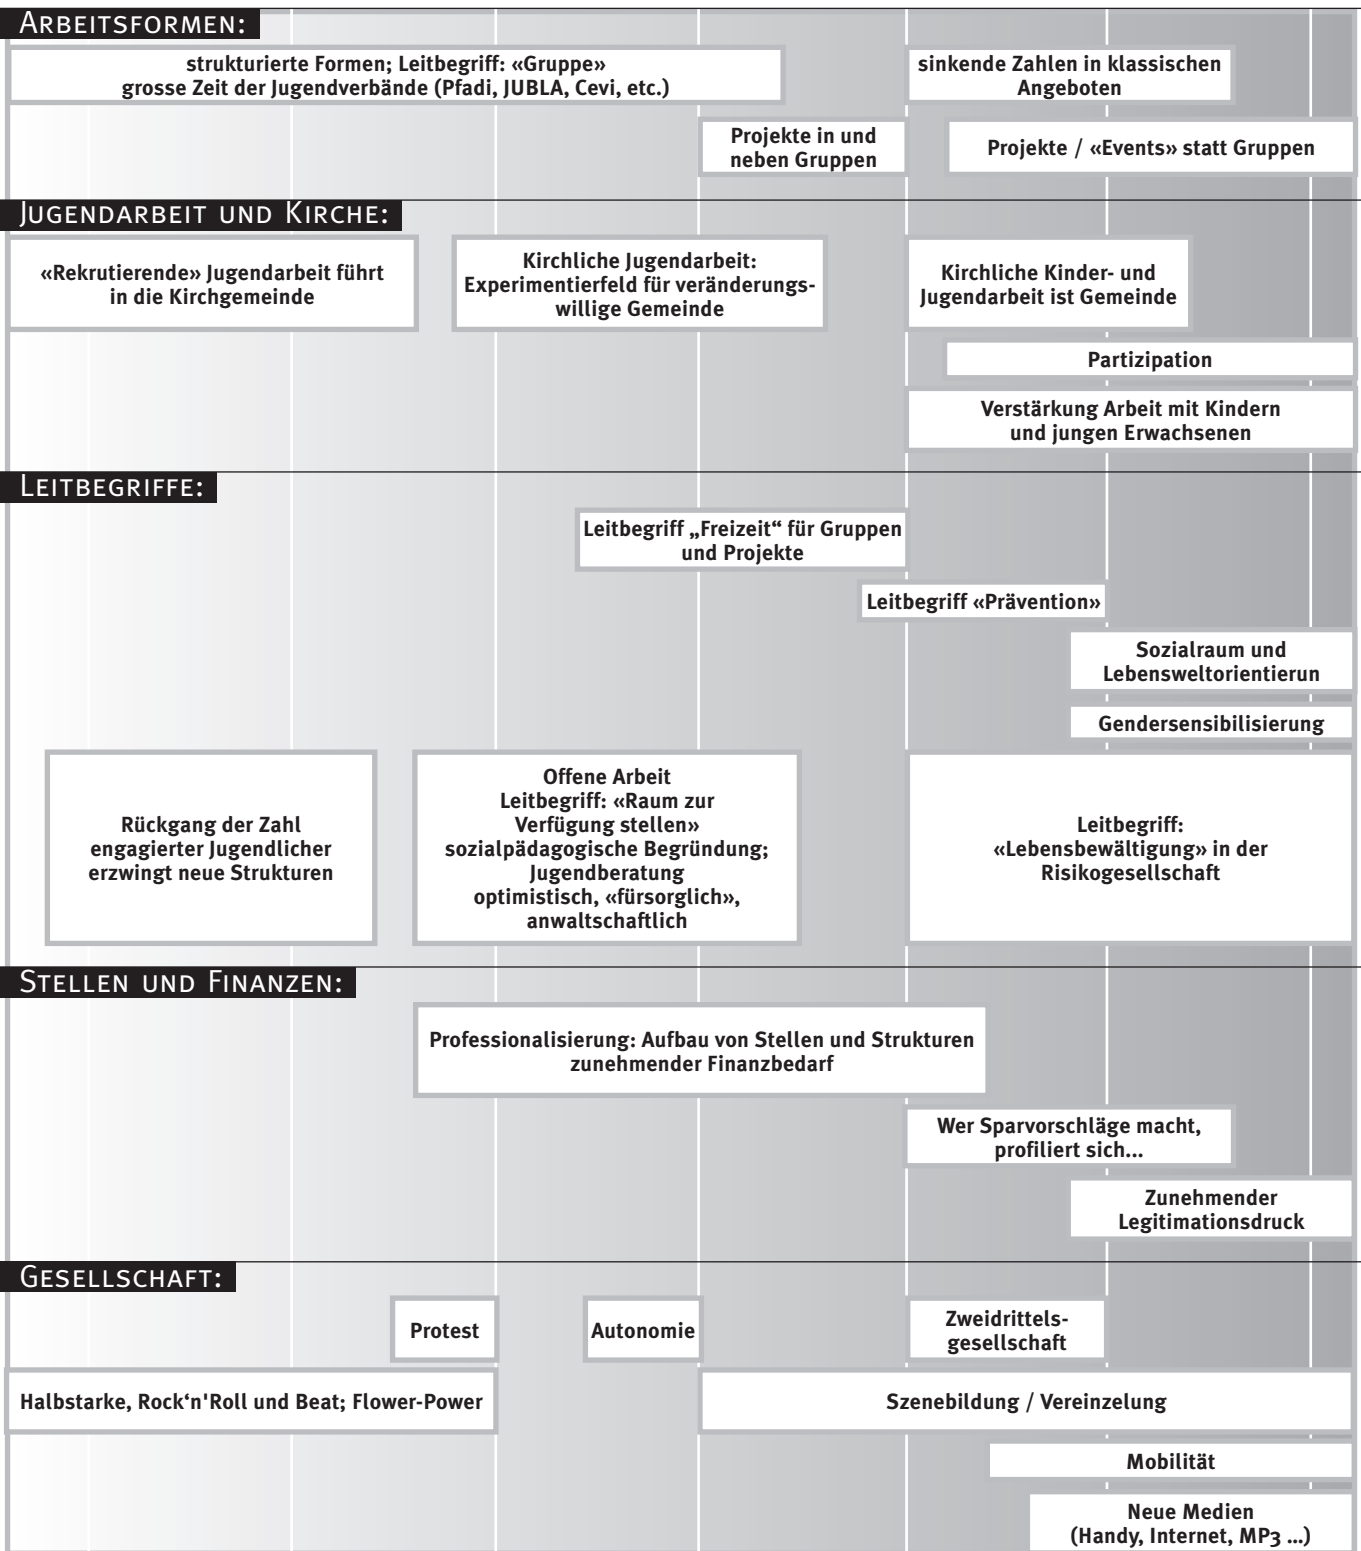 ARBEITSFORMEN:
strukturierte Formen; Leitbegriff: «Gruppe»
grosse Zeit der Jugendverbände (Pfadi, JUBLA, Cevi, etc.)
sinkende Zahlen in klassischen
Angeboten
Projekte in und
neben Gruppen
Projekte / «Events» statt Gruppen
JUGENDARBEIT UND KIRCHE:
«Rekrutierende» Jugendarbeit führt
in die Kirchgemeinde
Kirchliche Jugendarbeit:
Experimentierfeld für veränderungs-
willige Gemeinde
Kirchliche Kinder- und
Jugendarbeit ist Gemeinde
Partizipation
Verstärkung Arbeit mit Kindern
und jungen Erwachsenen
LEITBEGRIFFE:
Leitbegriff „Freizeit“ für Gruppen
und Projekte
Leitbegriff «Prävention»
Sozialraum und
Lebensweltorientierun
Gendersensibilisierung
Rückgang der Zahl
engagierter Jugendlicher
erzwingt neue Strukturen
Offene Arbeit
Leitbegriff: «Raum zur
Verfügung stellen»
sozialpädagogische Begründung;
Jugendberatung
optimistisch, «fürsorglich»,
anwaltschaftlich
Leitbegriff:
«Lebensbewältigung» in der
Risikogesellschaft
STELLEN UND FINANZEN:
Professionalisierung: Aufbau von Stellen und Strukturen
zunehmender Finanzbedarf
Wer Sparvorschläge macht,
profiliert sich...
Zunehmender
Legitimationsdruck
GESELLSCHAFT:
Protest
Autonomie
Zweidrittels-
gesellschaft
Halbstarke, Rock‘n'Roll und Beat; Flower-Power
Szenebildung / Vereinzelung
Mobilität
Neue Medien
(Handy, Internet, MP3 ...)